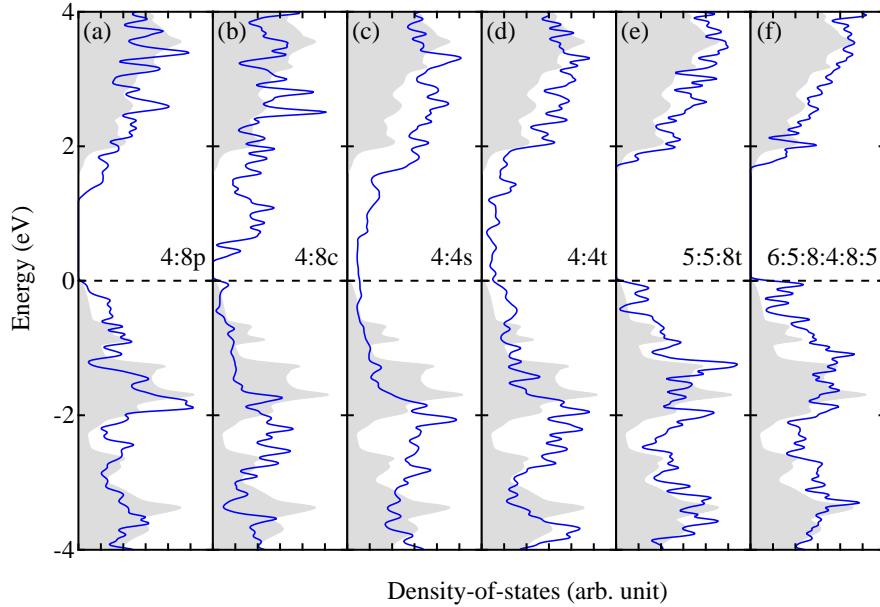 (a) (b) (c) (d) (e) (f)
4
2
0
-2
-4
Energy (eV)
4:8p 4:8c 4:4s 4:4t 5:5:8t 6:5:8:4:8:5
Density-of-states (arb. unit)